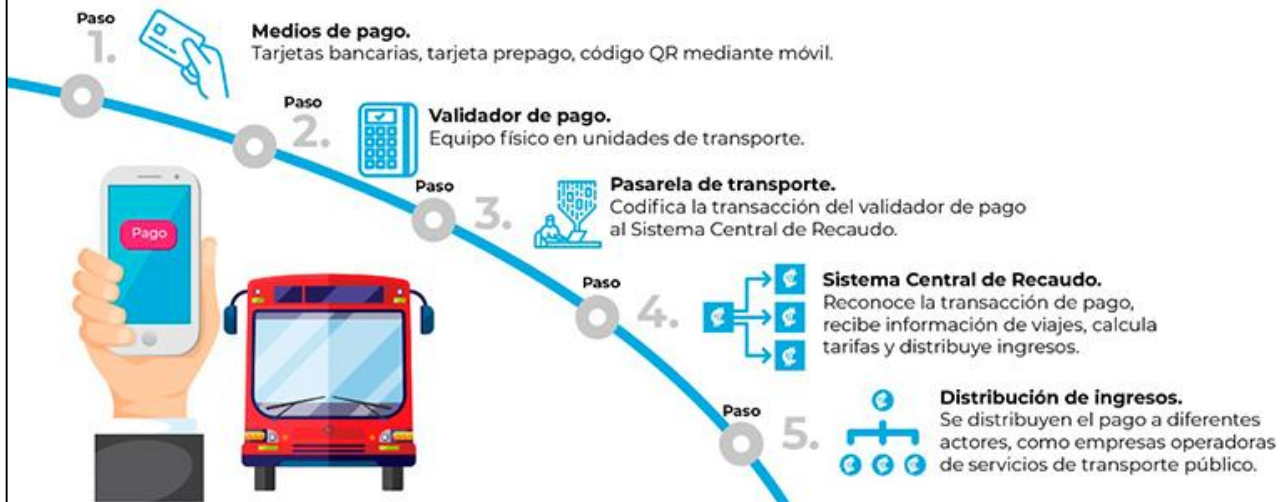 Paso
1.
Medios de pago.
Tarjetas bancarias, tarjeta prepago, código QR mediante móvil.
Paso
2.
Validador de pago.
Equipo físico en unidades de transporte.
Paso
3.
Pasarela de transporte.
Codifica la transacción del validador de pago
al Sistema Central de Recaudo.
Pago
Paso
4.
Sistema Central de Recaudo.
Reconoce la transacción de pago,
recibe información de viajes, calcula
tarifas y distribuye ingresos.
Paso
5.
Distribución de ingresos.
Se distribuyen el pago a diferentes
actores, como empresas operadoras
de servicios de transporte público.